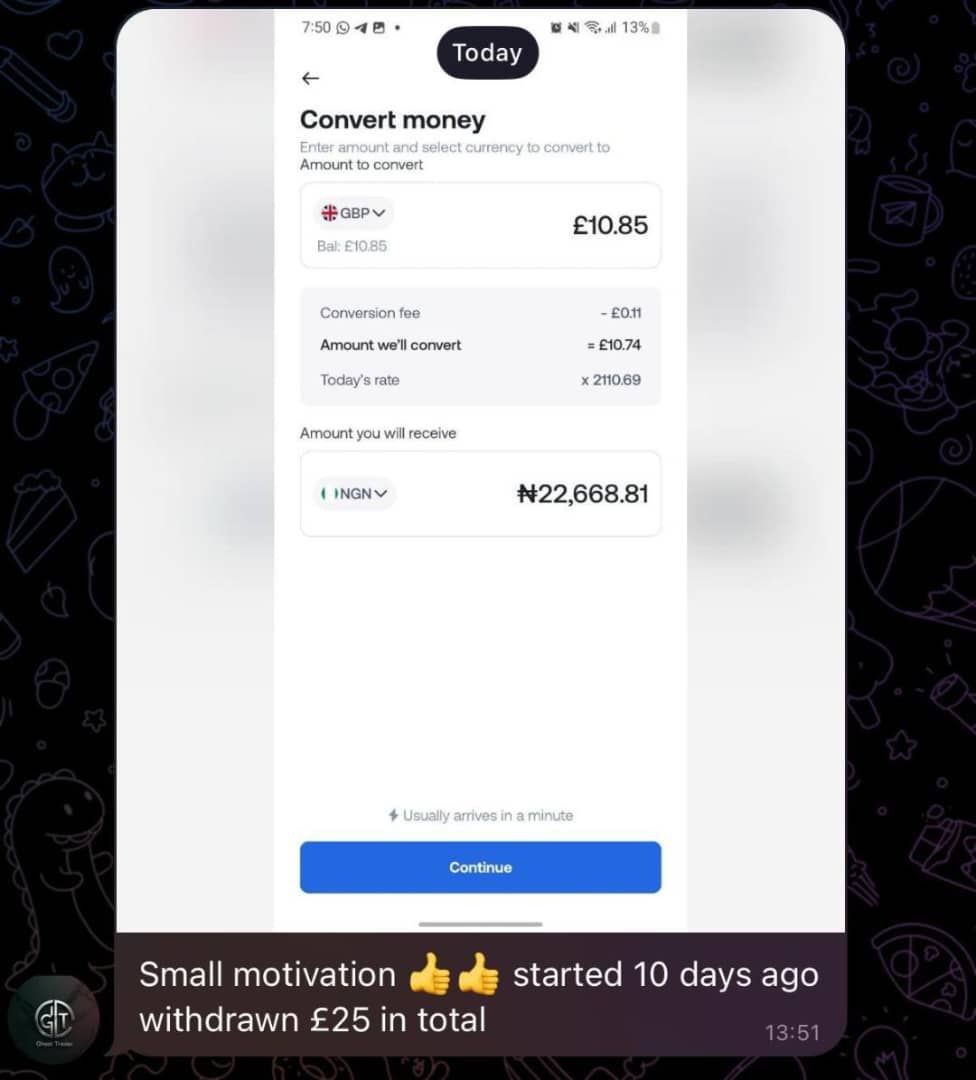 7:50
13%
Today
Convert money
Enter amount and select currency to convert to
Amount to convert
GBP
£10.85
Bal: £10.85
Conversion fee - £0.11
Amount we'll convert = £10.74
Today's rate x 2110.69
Amount you will receive
NGN
₦22,668.81
Usually arrives in a minute
Continue
Small motivation 👍👍 started 10 days ago
withdrawn £25 in total
13:51
GT
Ghost Trader